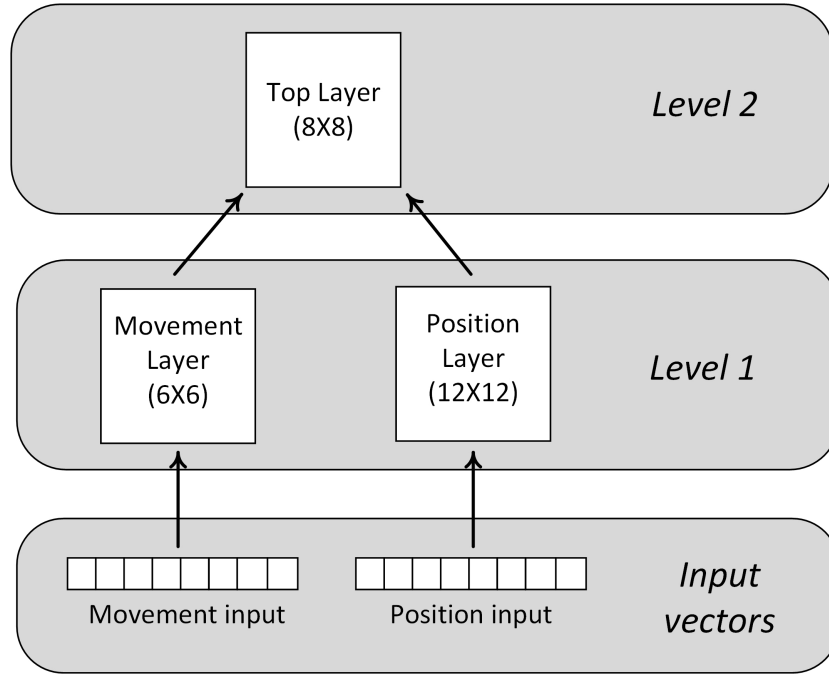 Top Layer
(8X8)
Level 2
Movement
Layer
(6X6)
Position
Layer
(12X12)
Level 1
Movement input
Position input
Input
vectors